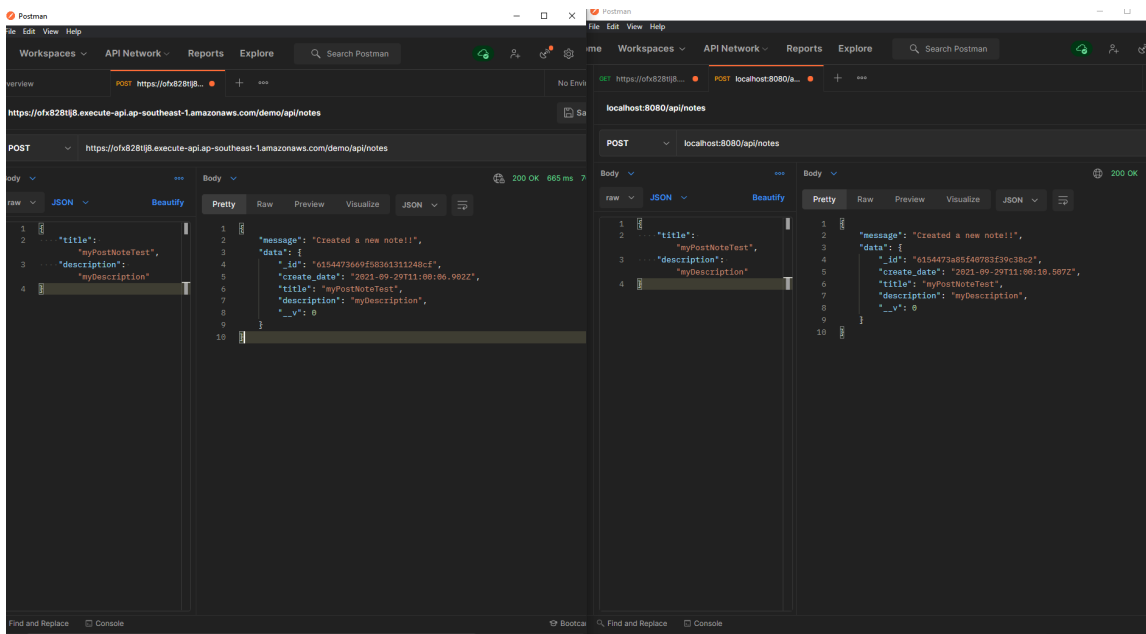 Postman
File Edit View Help
Workspaces API Network Reports Explore Search Postman
verview POST https://ofx828tlj8... No Envi
https://ofx828tlj8.execute-api.ap-southeast-1.amazonaws.com/demo/api/notes Sa
POST https://ofx828tlj8.execute-api.ap-southeast-1.amazonaws.com/demo/api/notes
ody Body 200 OK 665 ms
raw JSON Beautify Pretty Raw Preview Visualize JSON
1 {
2 "title":
"myPostNoteTest",
3 "description":
"myDescription"
4 }
1 {
2 "message": "Created a new note!!",
3 "data": {
4 "_id": "6154473669f58361311248cf",
5 "create_date": "2021-09-29T11:00:06.902Z",
6 "title": "myPostNoteTest",
7 "description": "myDescription",
8 "__v": 0
9 }
10 }
Find and Replace Console Bootca
Postman
File Edit View Help
me Workspaces API Network Reports Explore Search Postman
GET https://ofx828tlj8.... POST localhost:8080/a...
localhost:8080/api/notes
POST localhost:8080/api/notes
Body Body 200 OK
raw JSON Beautify Pretty Raw Preview Visualize JSON
1 {
2 "title":
"myPostNoteTest",
3 "description":
"myDescription"
4 }
1 {
2 "message": "Created a new note!!",
3 "data": {
4 "_id": "6154473a85f40783f39c38c2",
5 "create_date": "2021-09-29T11:00:10.507Z",
6 "title": "myPostNoteTest",
7 "description": "myDescription",
8 "__v": 0
9 }
10 }
Find and Replace Console